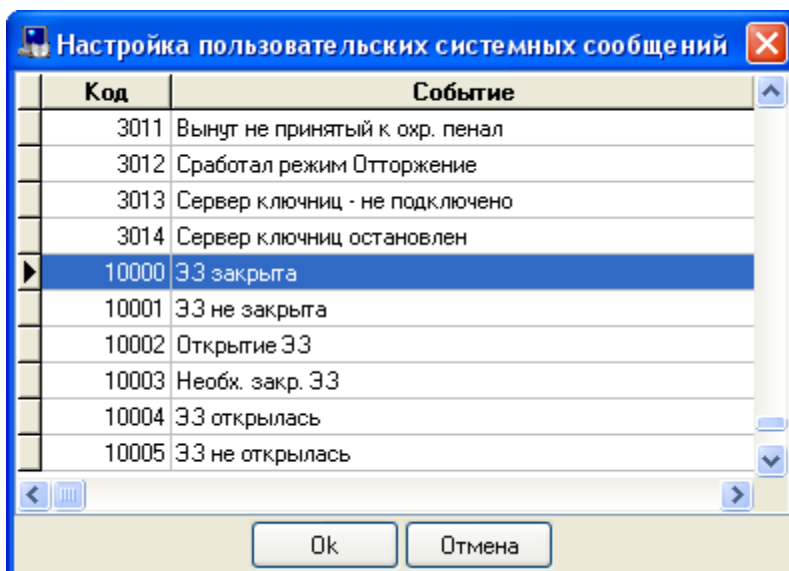 Настройка пользовательских системных сообщений
Код Событие
3011 Вынут не принятый к охр. пенал
3012 Сработал режим Отторжение
3013 Сервер ключниц - не подключено
3014 Сервер ключниц остановлен
10000 ЭЗ закрыта
10001 ЭЗ не закрыта
10002 Открытие ЭЗ
10003 Необх. закр. ЭЗ
10004 ЭЗ открылась
10005 ЭЗ не открылась
Ok Отмена